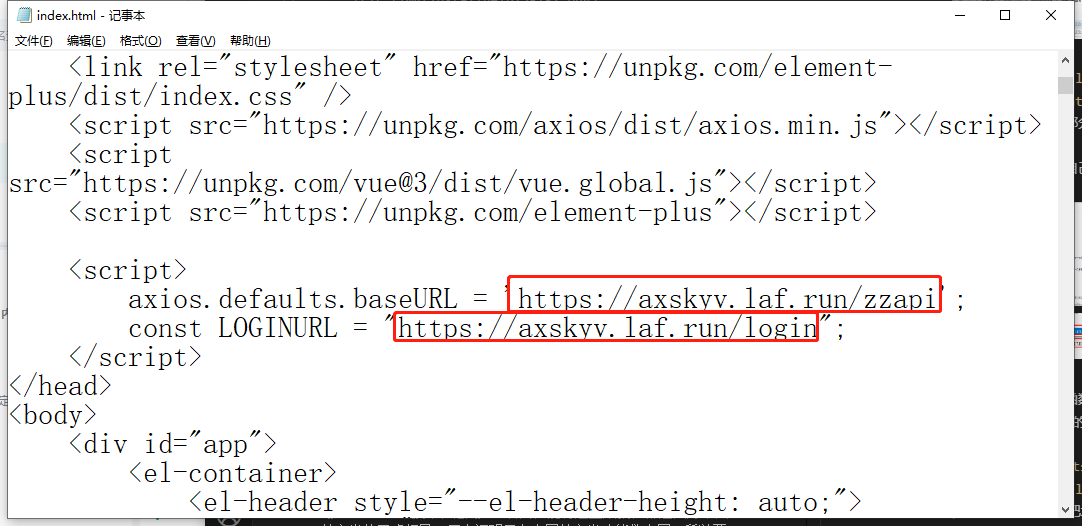 index.html - 记事本
文件(F) 编辑(E) 格式(O) 查看(V) 帮助(H)
<link rel="stylesheet" href="https://unpkg.com/element-
plus/dist/index.css" />
<script src="https://unpkg.com/axios/dist/axios.min.js"></script>
<script
src="https://unpkg.com/vue@3/dist/vue.global.js"></script>
<script src="https://unpkg.com/element-plus"></script>
<script>
axios.defaults.baseURL = 'https://axskyv.laf.run/zzapi';
const LOGINURL = "https://axskyv.laf.run/login";
</script>
</head>
<body>
<div id="app">
<el-container>
<el-header style="--el-header-height: auto;">